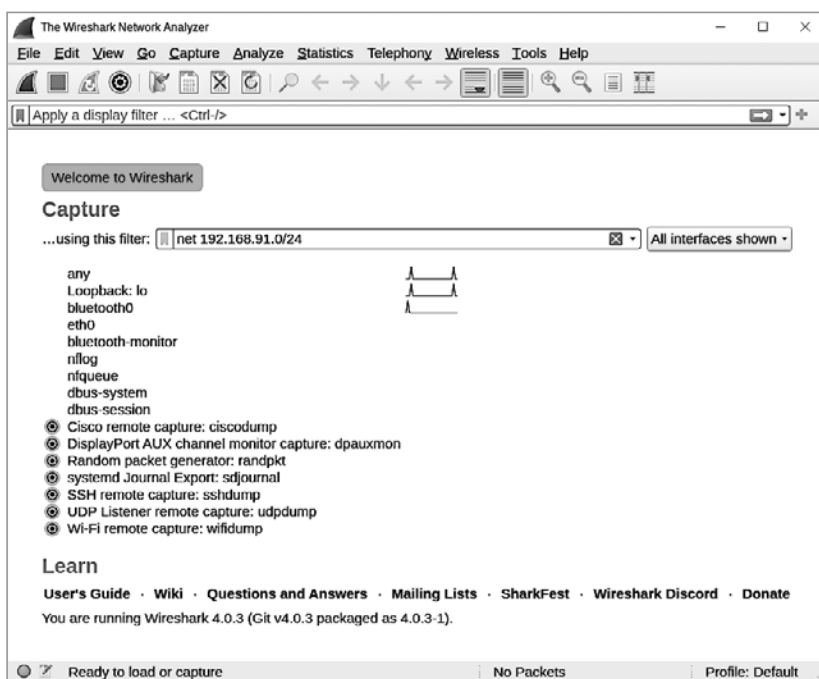 The Wireshark Network Analyzer
File Edit View Go Capture Analyze Statistics Telephony Wireless Tools Help
Apply a display filter ... <Ctrl-/>
Welcome to Wireshark
Capture
...using this filter: net 192.168.91.0/24 All interfaces shown
any
Loopback: lo
bluetooth0
eth0
bluetooth-monitor
nflog
nfqueue
dbus-system
dbus-session
Cisco remote capture: ciscodump
DisplayPort AUX channel monitor capture: dpauxmon
Random packet generator: randpkt
systemd Journal Export: sdjournal
SSH remote capture: sshdump
UDP Listener remote capture: udpdump
Wi-Fi remote capture: wifidump
Learn
User's Guide · Wiki · Questions and Answers · Mailing Lists · SharkFest · Wireshark Discord · Donate
You are running Wireshark 4.0.3 (Git v4.0.3 packaged as 4.0.3-1).
Ready to load or capture No Packets Profile: Default